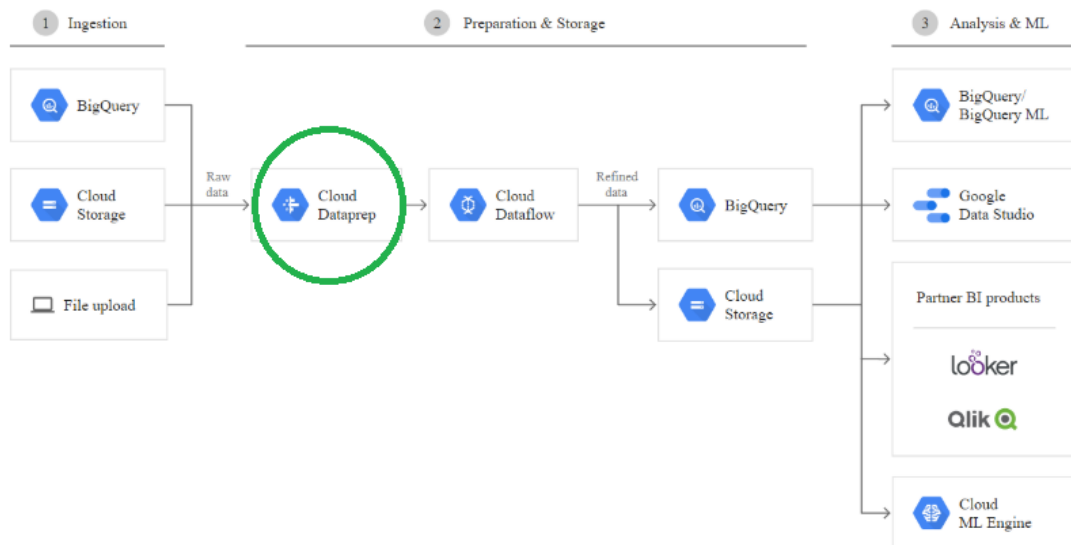 1 Ingestion
2 Preparation & Storage
3 Analysis & ML
BigQuery
Cloud
Storage
File upload
Raw
data
Cloud
Dataprep
Cloud
Dataflow
Refined
data
BigQuery
Cloud
Storage
BigQuery/
BigQuery ML
Google
Data Studio
Partner BI products
looker
Qlik
Cloud
ML Engine